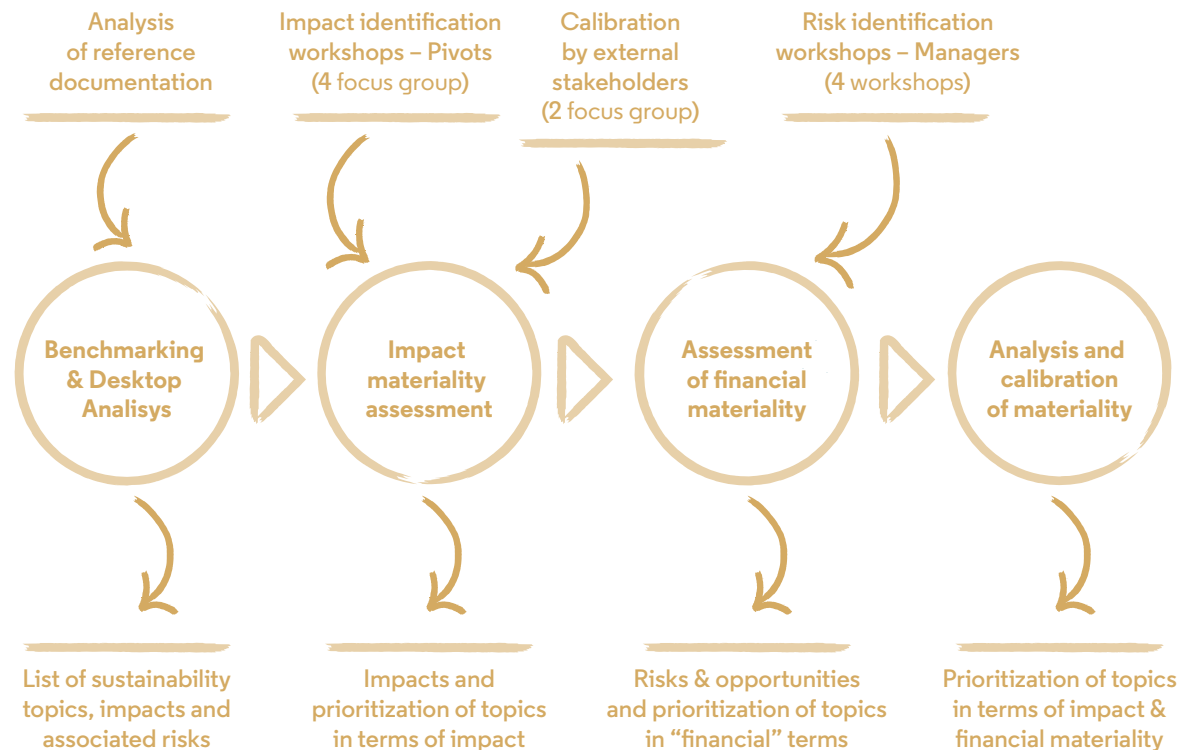 Analysis
of reference
documentation
Impact identification
workshops – Pivots
(4 focus group)
Calibration
by external
stakeholders
(2 focus group)
Risk identification
workshops – Managers
(4 workshops)
Benchmarking
& Desktop
Analisys
Impact
materiality
assessment
Assessment
of financial
materiality
Analysis and
calibration
of materiality
List of sustainability
topics, impacts and
associated risks
Impacts and
prioritization of topics
in terms of impact
Risks & opportunities
and prioritization of topics
in “financial” terms
Prioritization of topics
in terms of impact &
financial materiality